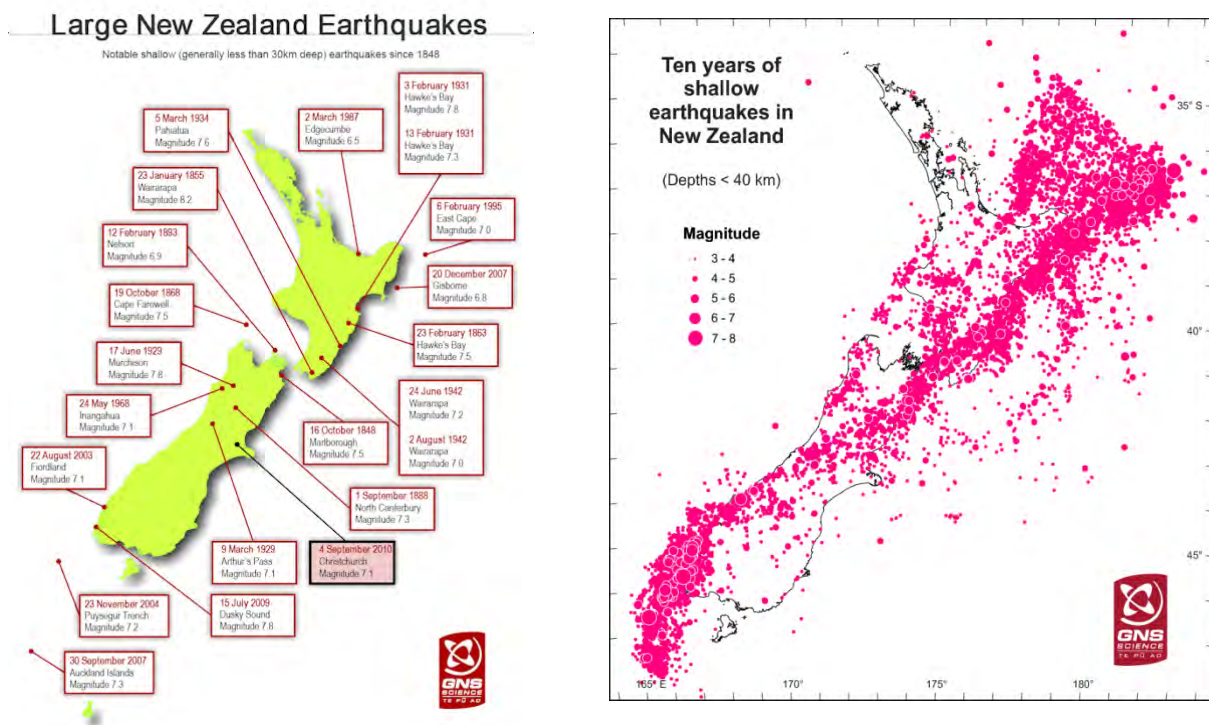 Large New Zealand Earthquakes
Notable shallow (generally less than 30km deep) earthquakes since 1848
3 February 1931
Hawke's Bay
Magnitude 7.8
13 February 1931
Hawke's Bay
Magnitude 7.3
5 March 1934
Pahiatua
Magnitude 7.6
2 March 1987
Edgecumbe
Magnitude 6.5
23 January 1855
Wairarapa
Magnitude 8.2
6 February 1995
East Cape
Magnitude 7.0
12 February 1893
Nelson
Magnitude 6.9
20 December 2007
Gisborne
Magnitude 6.8
19 October 1868
Cape Farewell
Magnitude 7.5
23 February 1863
Hawke's Bay
Magnitude 7.5
17 June 1929
Murchison
Magnitude 7.8
24 May 1968
Inangahua
Magnitude 7.1
24 June 1942
Wairarapa
Magnitude 7.2
2 August 1942
Wairarapa
Magnitude 7.0
16 October 1848
Marlborough
Magnitude 7.5
22 August 2003
Fiordland
Magnitude 7.1
1 September 1888
North Canterbury
Magnitude 7.3
9 March 1929
Arthur's Pass
Magnitude 7.1
4 September 2010
Christchurch
Magnitude 7.1
23 November 2004
Puysegur Trench
Magnitude 7.2
15 July 2009
Dusky Sound
Magnitude 7.8
30 September 2007
Auckland Islands
Magnitude 7.3
GNS
SCIENCE
TE PŪ AO
Ten years of
shallow
earthquakes in
New Zealand
(Depths < 40 km)
Magnitude
3 - 4
4 - 5
5 - 6
6 - 7
7 - 8
35° S
40°
45°
165° E
170°
175°
180°
GNS
SCIENCE
TE PŪ AO